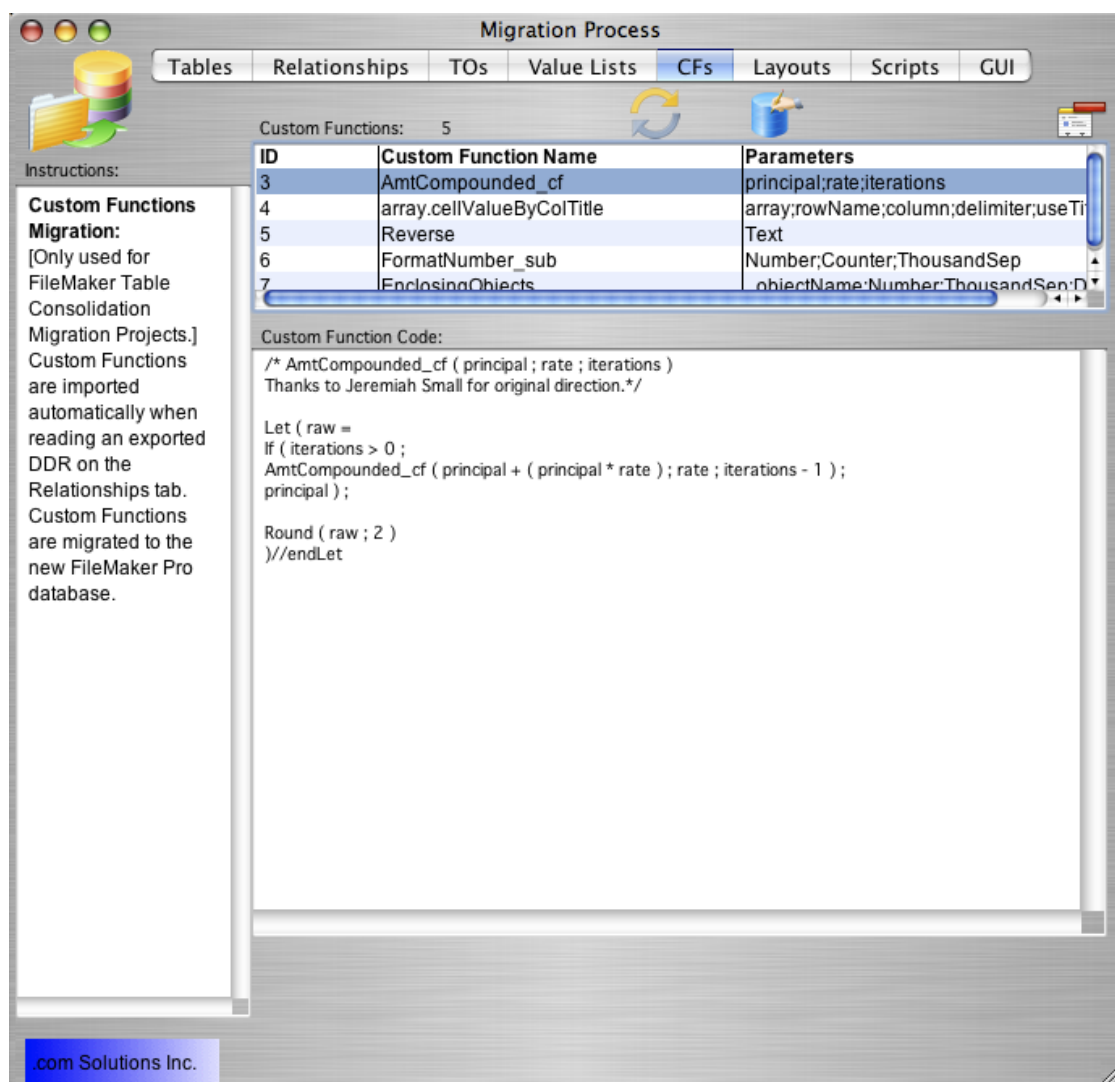 Migration Process
Tables Relationships TOs Value Lists CFs Layouts Scripts GUI
Custom Functions: 5
Instructions:
Custom Functions
Migration:
[Only used for
FileMaker Table
Consolidation
Migration Projects.]
Custom Functions
are imported
automatically when
reading an exported
DDR on the
Relationships tab.
Custom Functions
are migrated to the
new FileMaker Pro
database.
ID Custom Function Name Parameters
3 AmtCompounded_cf principal;rate;iterations
4 array.cellValueByColTitle array;rowName;column;delimiter;useTi
5 Reverse Text
6 FormatNumber_sub Number;Counter;ThousandSep
7 EnclosingObjects _objectName;Number;ThousandSep;D
Custom Function Code:
/* AmtCompounded_cf ( principal ; rate ; iterations )
Thanks to Jeremiah Small for original direction.*/
Let ( raw =
If ( iterations > 0 ;
AmtCompounded_cf ( principal + ( principal * rate ) ; rate ; iterations - 1 ) ;
principal ) ;
Round ( raw ; 2 )
)//endLet
.com Solutions Inc.